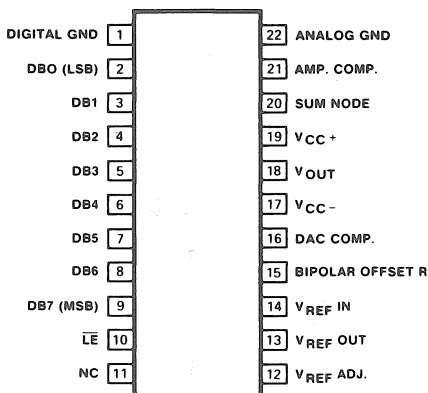 DIGITAL GND 1 22 ANALOG GND
DBO (LSB) 2 21 AMP. COMP.
DB1 3 20 SUM NODE
DB2 4 19 VCC +
DB3 5 18 VOUT
DB4 6 17 VCC −
DB5 7 16 DAC COMP.
DB6 8 15 BIPOLAR OFFSET R
DB7 (MSB) 9 14 VREF IN
L̅E̅ 10 13 VREF OUT
NC 11 12 VREF ADJ.